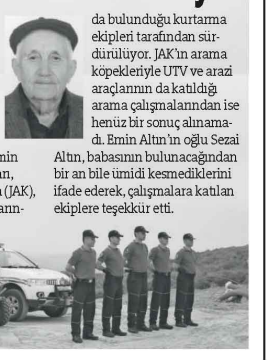 da bulunduğu kurtarma
ekipleri tarafından sür-
dürülüyor. JAK'ın arama
köpekleriyle UTV ve arazi
araçlarının da katıldığı
arama çalışmalarından ise
henüz bir sonuç alınama-
dı. Emin Altın'ın oğlu Sezai
Altın, babasının bulunacağından
bir an bile ümidi kesmediklerini
ifade ederek, çalışmalara katılan
ekiplere teşekkür etti.
(JAK),